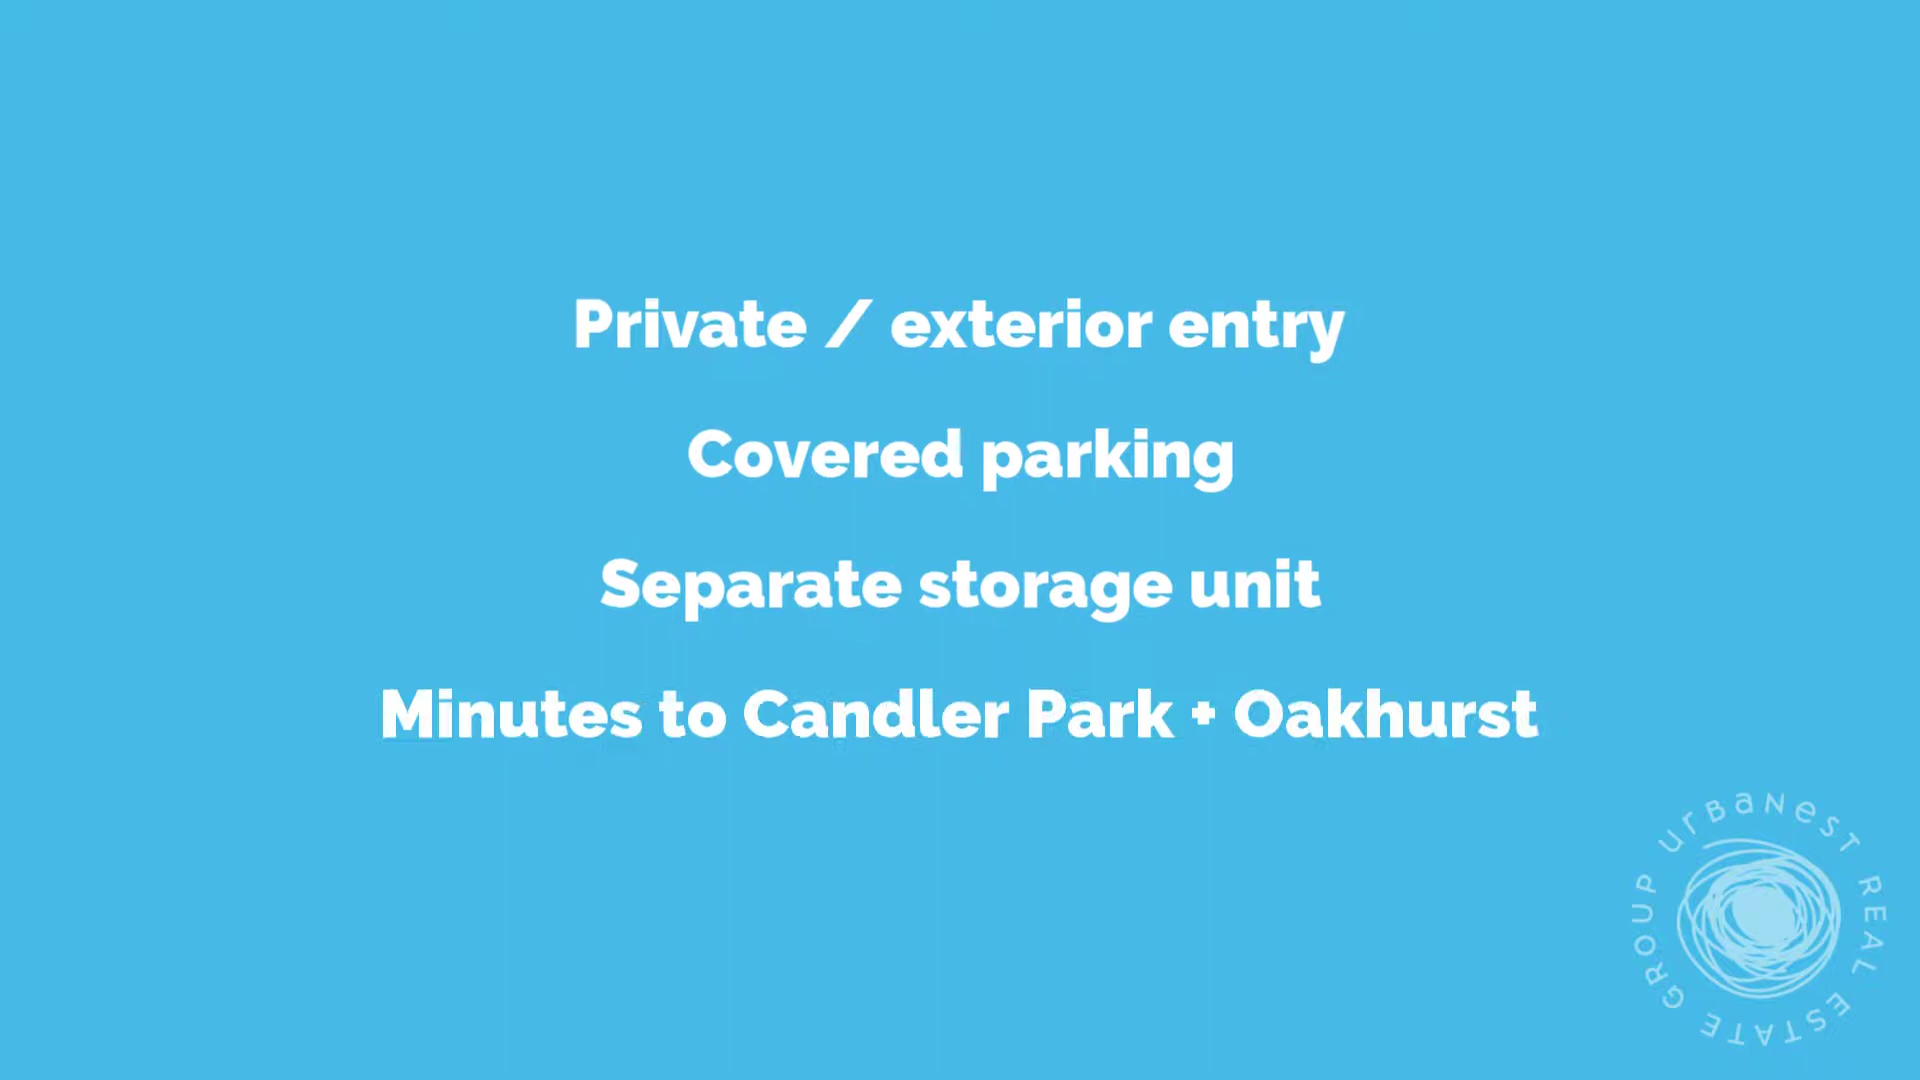 Private / exterior entry
Covered parking
Separate storage unit
Minutes to Candler Park + Oakhurst
urBaNesT REAL ESTATE GROUP